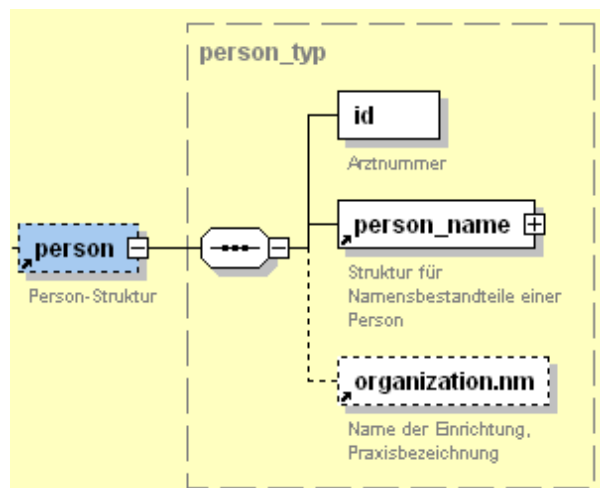 person_typ
id
Arztnummer
person
Person-Struktur
person_name
Struktur für
Namensbestandteile einer
Person
organization.nm
Name der Einrichtung,
Praxisbezeichnung